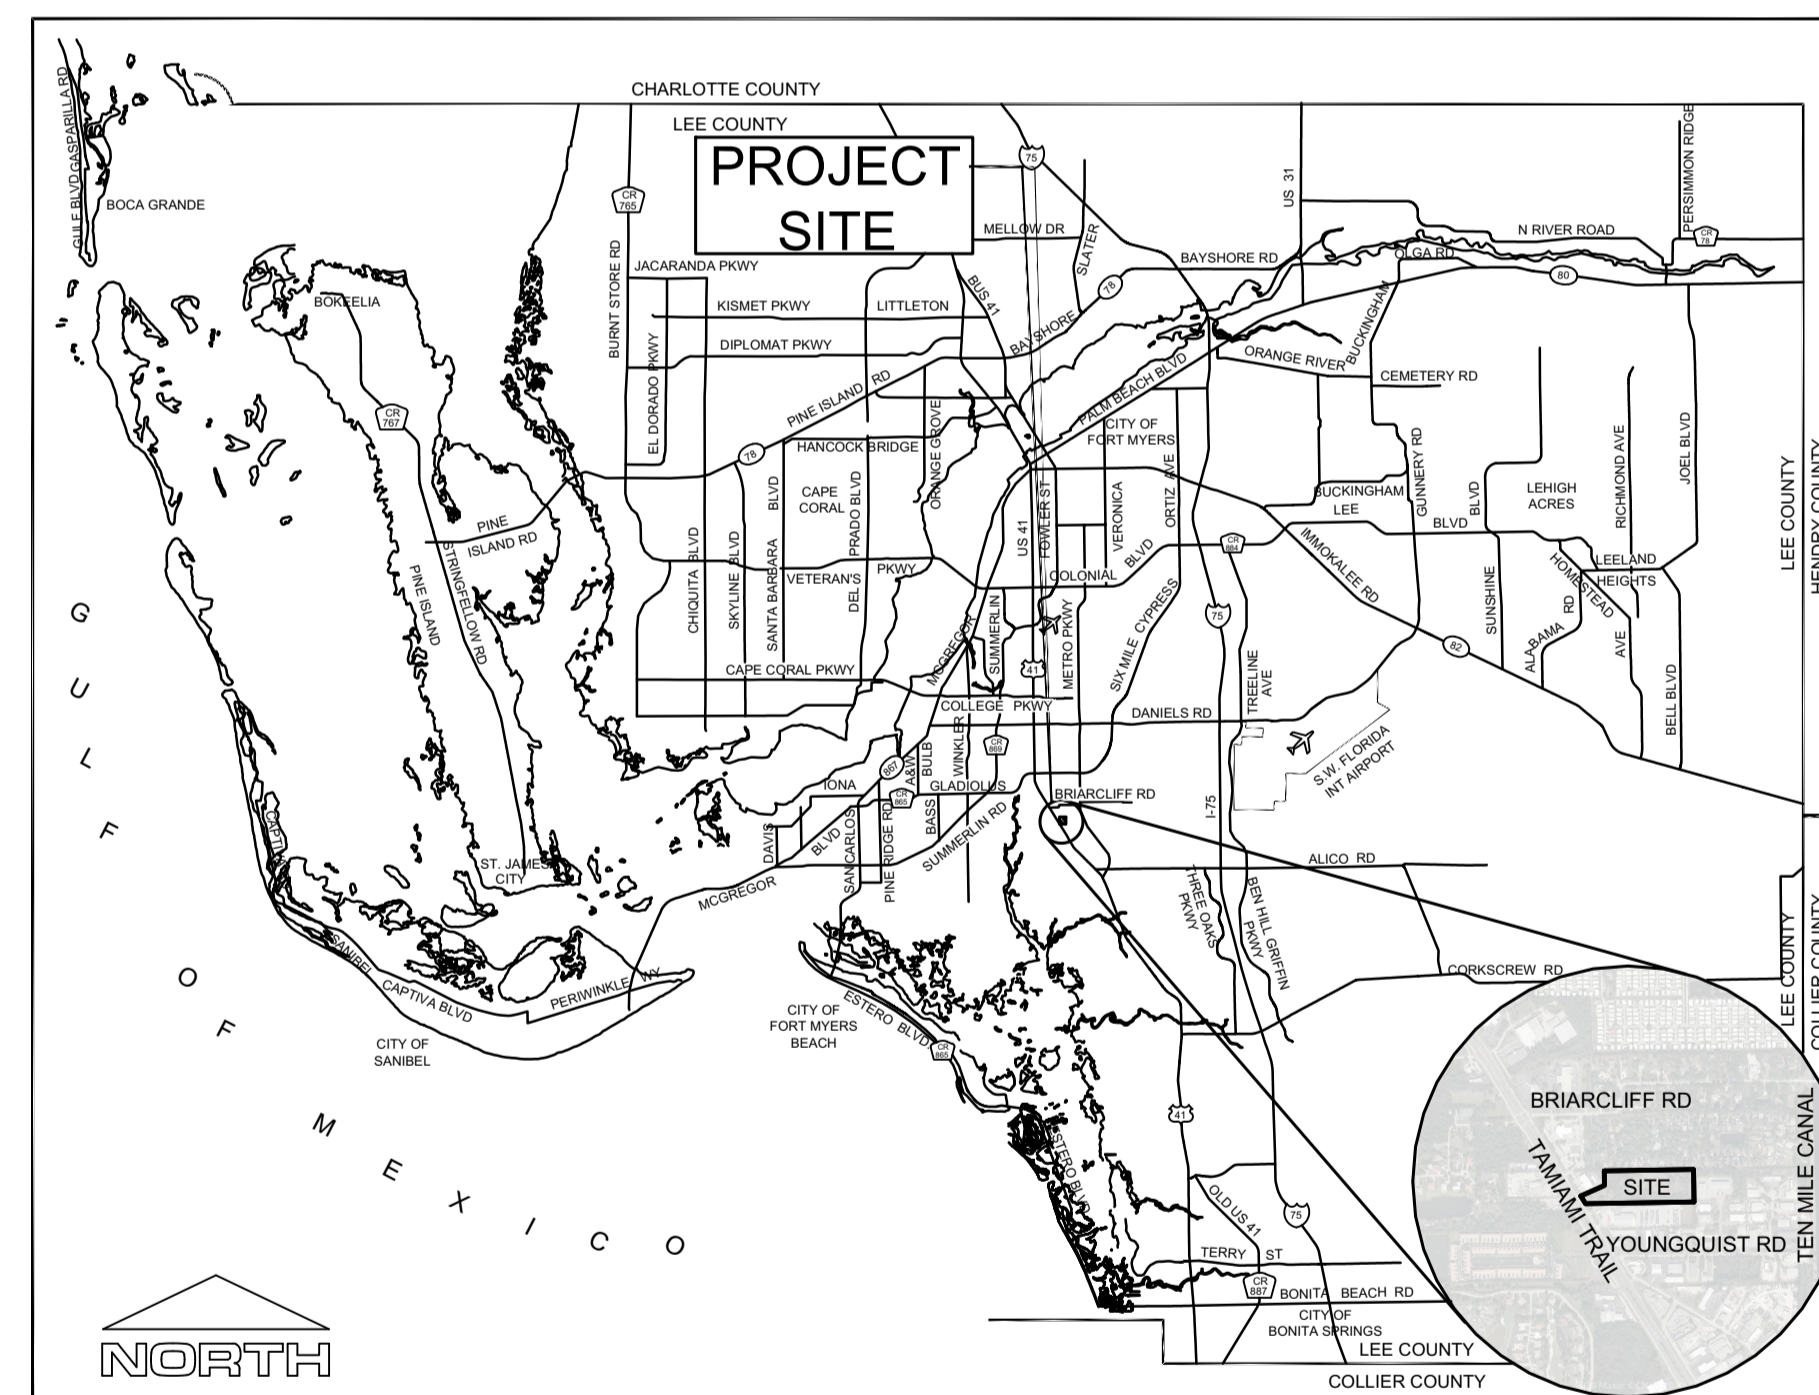 CHARLOTTE COUNTY
LEE COUNTY
PROJECT
SITE
GULF BLVD
GASPARILLA RD
BOCA GRANDE
75
US 31
PERSIMMON RIDGE
CR
765
MELLOW DR
SLATER
N RIVER ROAD
CR
78
BURNT STORE RD
JACARANDA PKWY
BUS 41
78
BAYSHORE RD
OLGA RD
80
BOKEELIA
KISMET PKWY
LITTLETON
DIPLOMAT PKWY
BAYSHORE
BUCKINGHAM
ORANGE RIVER
CEMETERY RD
EL DORADO PKWY
PINE ISLAND RD
PALM BEACH BLVD
CR
767
ORANGE GROVE
CITY OF
FORT MYERS
HANCOCK BRIDGE
78
GUNNERY RD
RICHMOND AVE
JOEL BLVD
LEE COUNTY
HENDRY COUNTY
CAPE
CORAL
BLVD
SANTA BARBARA
DEL PRADO BLVD
ORTIZ AVE
VERONICA
FOWLER ST
US 41
BUCKINGHAM
LEE
BLVD
BLVD
SUNSHINE
LEHIGH
ACRES
PINE
ISLAND RD
CHIQUITA BLVD
SKYLINE BLVD
VETERAN'S
PKWY
COLONIAL
BLVD
CR
884
IMMOKALEE RD
HOMESTEAD
LEELAND
HEIGHTS
PINE ISLAND
STRINGFELLOW RD
MCGREGOR
SUMMERLIN
METRO PKWY
SIX MILE CYPRESS
75
TREELINE
AVE
82
ALABAMA
RD
AVE
BELL BLVD
CAPE CORAL PKWY
41
COLLEGE PKWY
DANIELS RD
WINKLER
CR
869
BULB
A&W
867
S.W. FLORIDA
INT AIRPORT
IONA
CR
865
GLADIOLUS
BRIARCLIFF RD
I-75
DAVIS
BLVD
SAN CARLOS
PINE RIDGE RD
BASS
SUMMERLIN RD
ALICO RD
ST. JAMES
CITY
MCGREGOR
THREE OAKS
PKWY
BEN HILL GRIFFIN
PKWY
LEE COUNTY
COLLIER COUNTY
SANIBEL
CAPTIVA BLVD
PERIWINKLE WY
CORKSCREW RD
CITY OF
SANIBEL
CITY OF
FORT MYERS
BEACH
ESTERO BLVD.
CR
865
GULF OF MEXICO
41
OLD US 41
75
TERRY ST
CR
887
BONITA BEACH RD
CITY OF
BONITA SPRINGS
LEE COUNTY
COLLIER COUNTY
BRIARCLIFF RD
TAMIAMI TRAIL
SITE
YOUNGQUIST RD
TEN MILE CANAL
NORTH